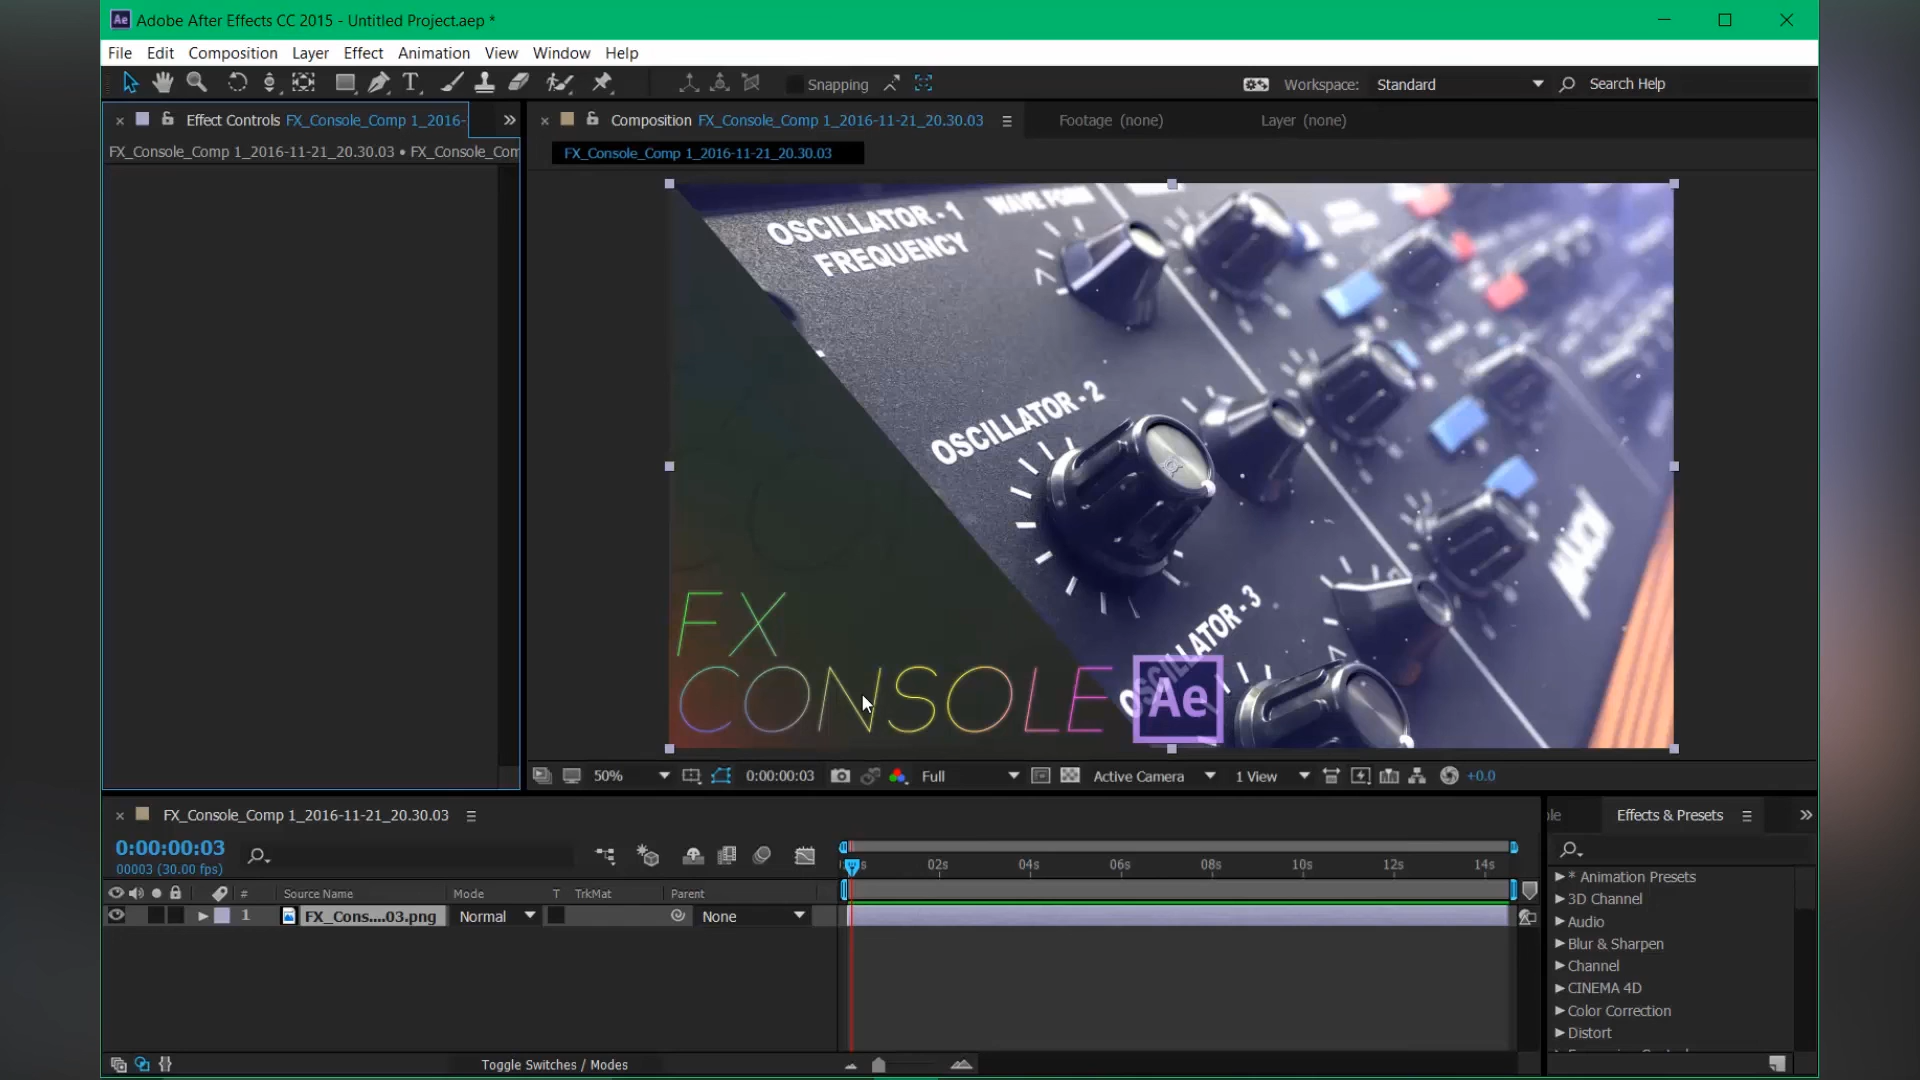 Ae Adobe After Effects CC 2015 - Untitled Project.aep *
File Edit Composition Layer Effect Animation View Window Help
T Snapping Workspace: Standard Search Help
Effect Controls FX_Console_Comp 1_2016-
FX_Console_Comp 1_2016-11-21_20.30.03 • FX_Console_Com
Composition FX_Console_Comp 1_2016-11-21_20.30.03 Footage (none) Layer (none)
FX_Console_Comp 1_2016-11-21_20.30.03
OSCILLATOR - 1
FREQUENCY
WAVE FORM
OSCILLATOR - 2
OSCILLATOR - 3
FX
CONSOLE
Ae
50% 0:00:00:03 Full Active Camera 1 View +0.0
FX_Console_Comp 1_2016-11-21_20.30.03
0:00:00:03
00003 (30.00 fps)
# Source Name Mode T TrkMat Parent
1 FX_Cons....03.png Normal None
02s 04s 06s 08s 10s 12s 14s
Toggle Switches / Modes
Effects & Presets
* Animation Presets
3D Channel
Audio
Blur & Sharpen
Channel
CINEMA 4D
Color Correction
Distort